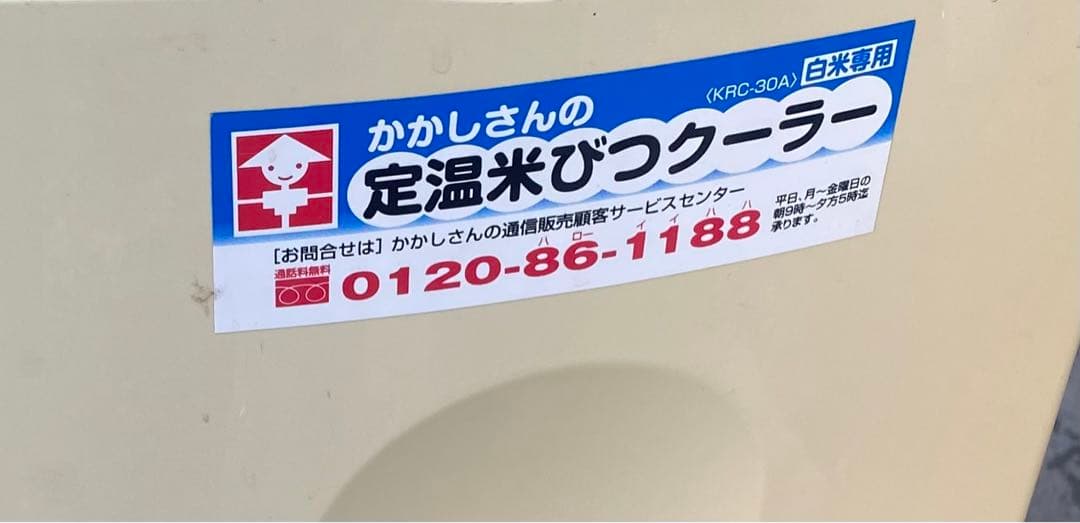 〈KRC-30A〉 白米専用
かかしさんの
定温米びつクーラー
[お問合せは] かかしさんの通信販売顧客サービスセンター
平日、月～金曜日の
朝9時～夕方5時迄
承ります。
通話料無料
ハ ロー イ イ ハ ハ
0120-86-1188